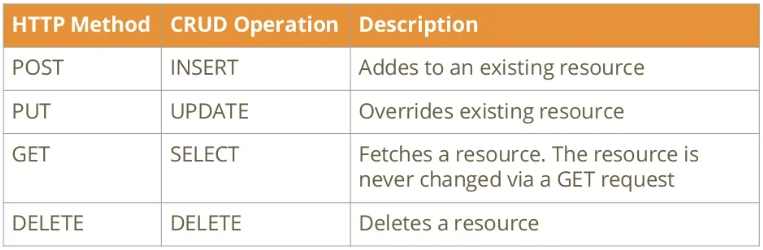 HTTP Method CRUD Operation Description
POST INSERT Addes to an existing resource
PUT UPDATE Overrides existing resource
GET SELECT Fetches a resource. The resource is
never changed via a GET request
DELETE DELETE Deletes a resource